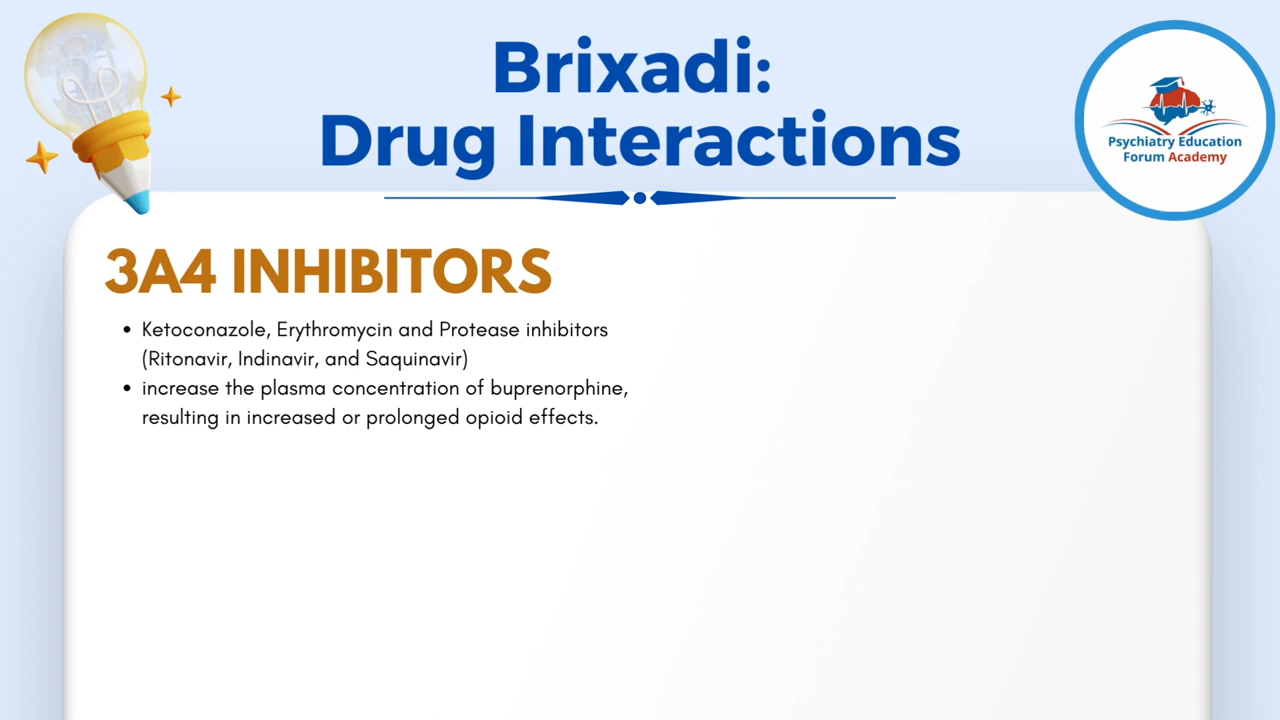 Brixadi:
Drug Interactions
Psychiatry Education
Forum Academy
3A4 INHIBITORS
• Ketoconazole, Erythromycin and Protease inhibitors
(Ritonavir, Indinavir, and Saquinavir)
• increase the plasma concentration of buprenorphine,
resulting in increased or prolonged opioid effects.